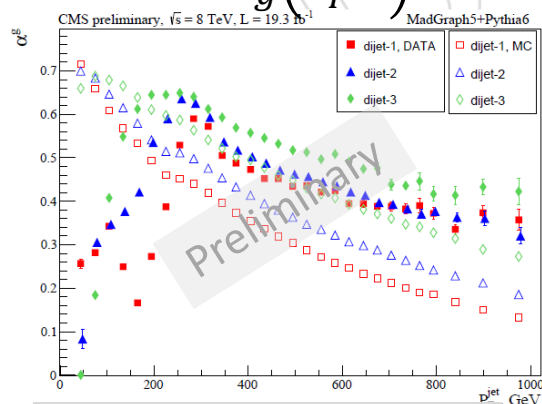 g ( p )
CMS preliminary, √s = 8 TeV, L = 19.3 fb⁻¹ MadGraph5+Pythia6
α^g
dijet-1, DATA
dijet-2
dijet-3
dijet-1, MC
dijet-2
dijet-3
0.7
0.6
0.5
0.4
0.3
0.2
0.1
0
Preliminary
0 200 400 600 800 1000
P^jet, GeV